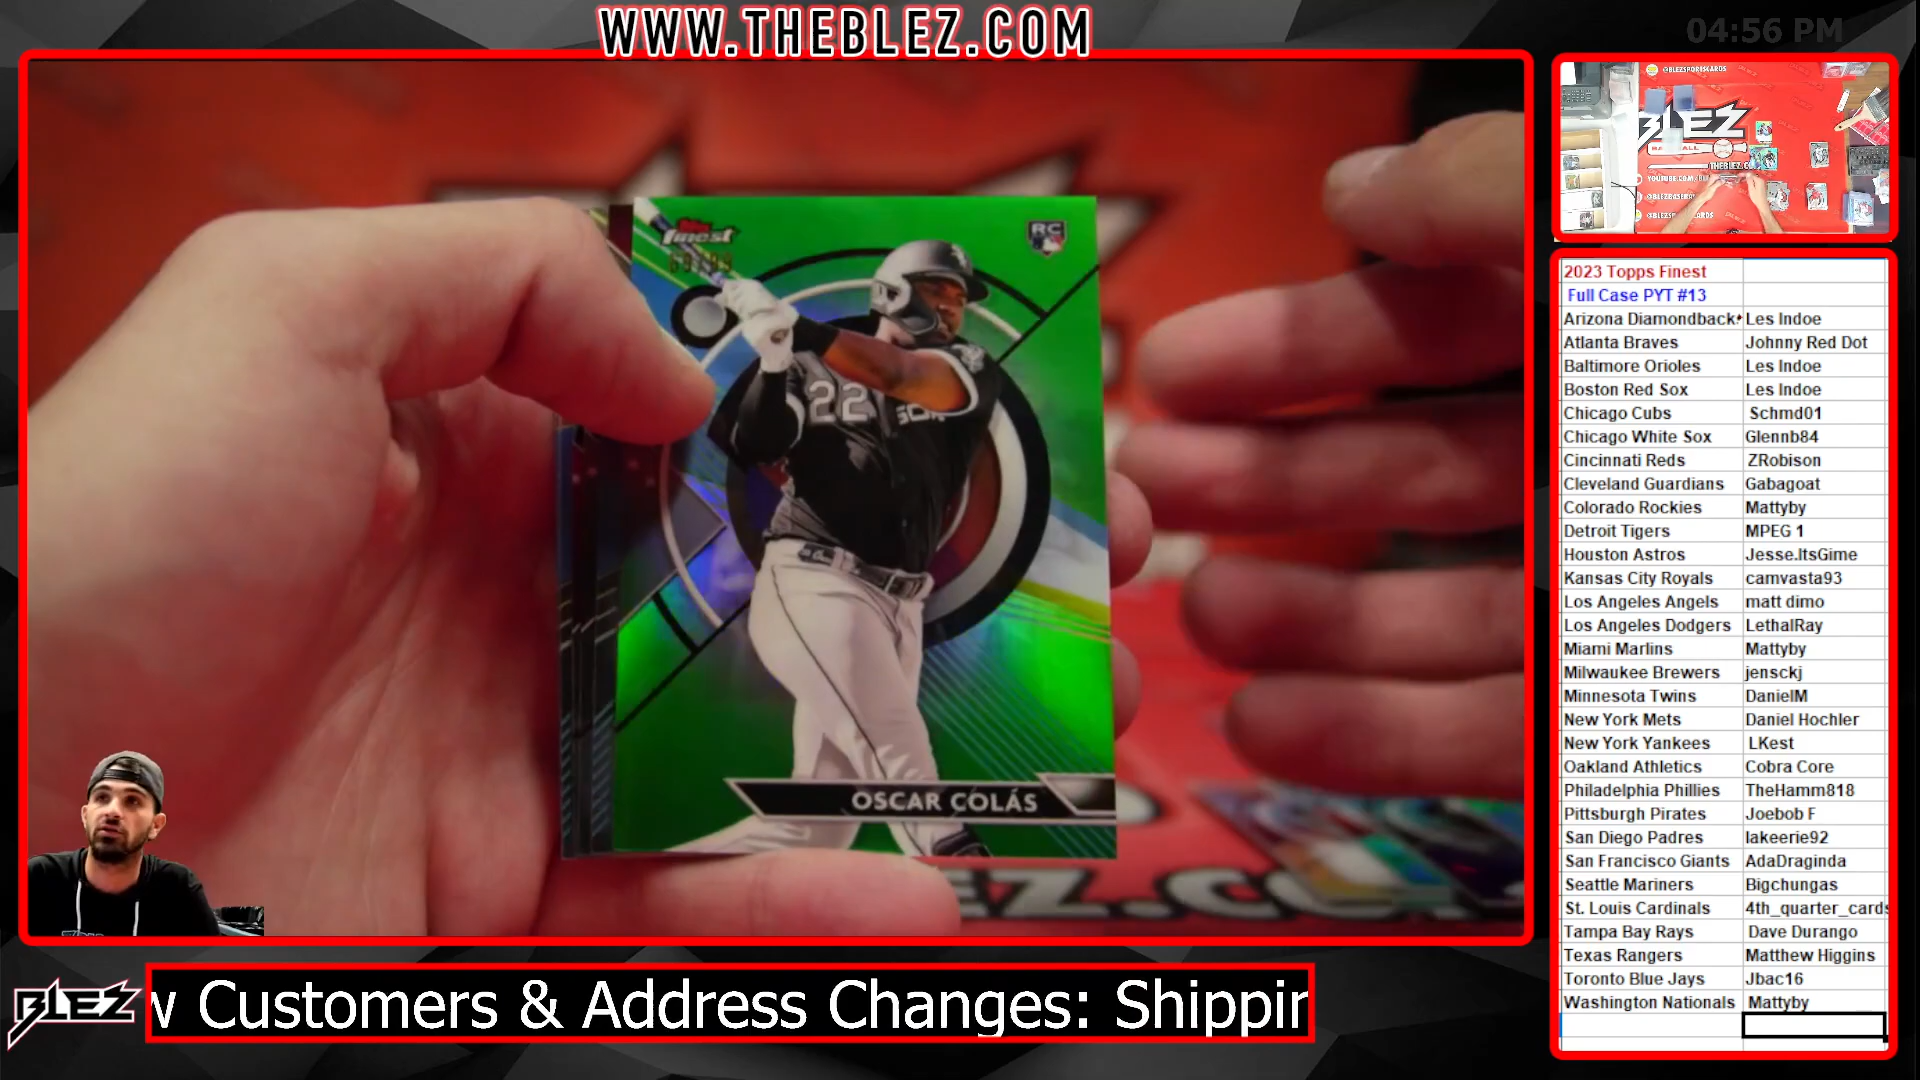 WWW.THEBLEZ.COM
04:56 PM
finest
RC
22
OSCAR COLÁS
EZ.C
BLEZ
THEBLEZ.C
@BLEZSPORTSCARDS
2023 Topps Finest
Full Case PYT #13
Arizona Diamondback Les Indoe
Atlanta Braves Johnny Red Dot
Baltimore Orioles Les Indoe
Boston Red Sox Les Indoe
Chicago Cubs Schmd01
Chicago White Sox Glennb84
Cincinnati Reds ZRobison
Cleveland Guardians Gabagoat
Colorado Rockies Mattyby
Detroit Tigers MPEG 1
Houston Astros Jesse.ItsGime
Kansas City Royals camvasta93
Los Angeles Angels matt dimo
Los Angeles Dodgers LethalRay
Miami Marlins Mattyby
Milwaukee Brewers jensckj
Minnesota Twins DanielM
New York Mets Daniel Hochler
New York Yankees LKest
Oakland Athletics Cobra Core
Philadelphia Phillies TheHamm818
Pittsburgh Pirates Joebob F
San Diego Padres lakeerie92
San Francisco Giants AdaDraginda
Seattle Mariners Bigchungas
St. Louis Cardinals 4th_quarter_cards
Tampa Bay Rays Dave Durango
Texas Rangers Matthew Higgins
Toronto Blue Jays Jbac16
Washington Nationals Mattyby
BLEZ
w Customers & Address Changes: Shippin